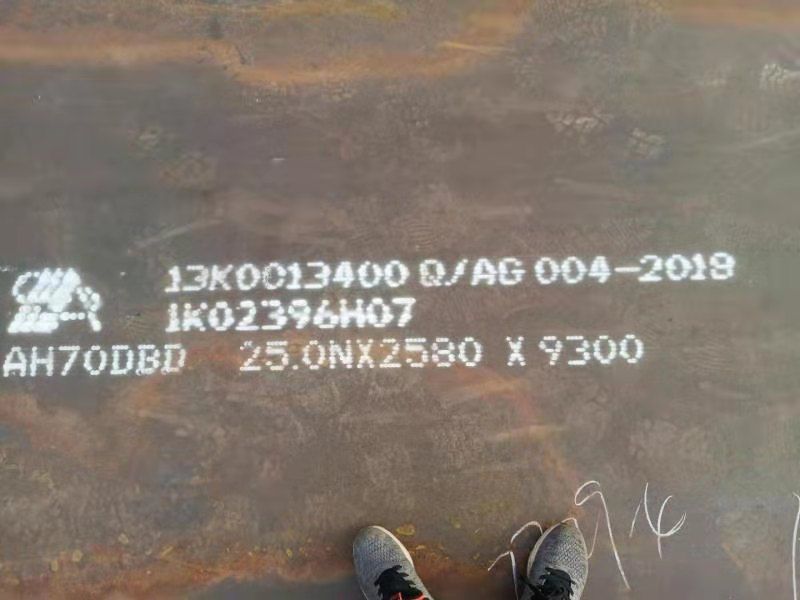 13K0013400 Q/AG 004-2018
1K02396H07
AH70DBD 25.0NX2580 X 9300